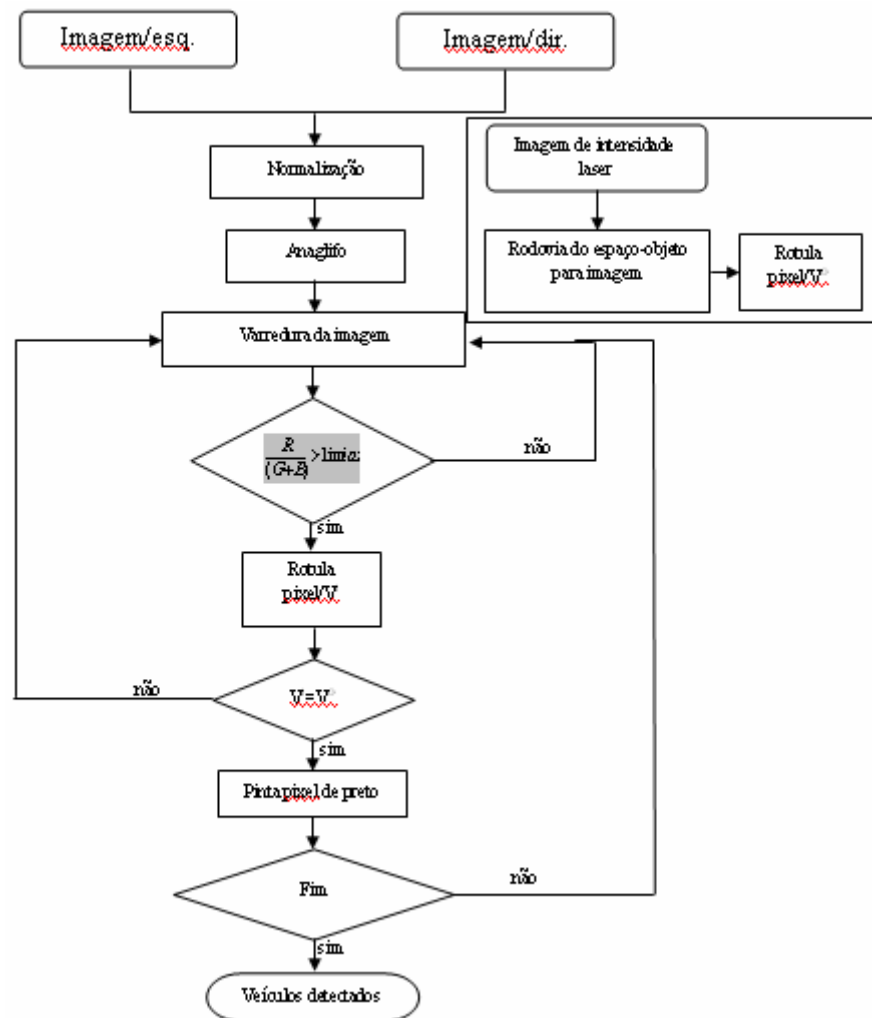 Imagem/esq.
Imagem/dir.
Normalização
Imagem de intensidade
laser
Anaglifo
Rodovia do espaço-objeto
para imagem
Rotula
pixel/V'
Varredura da imagem
R
(G+B)
>limia
não
sim
Rotula
pixel/V
não
V=V'
sim
Pinta pixel de preto
Fim
não
sim
Veículos detectados